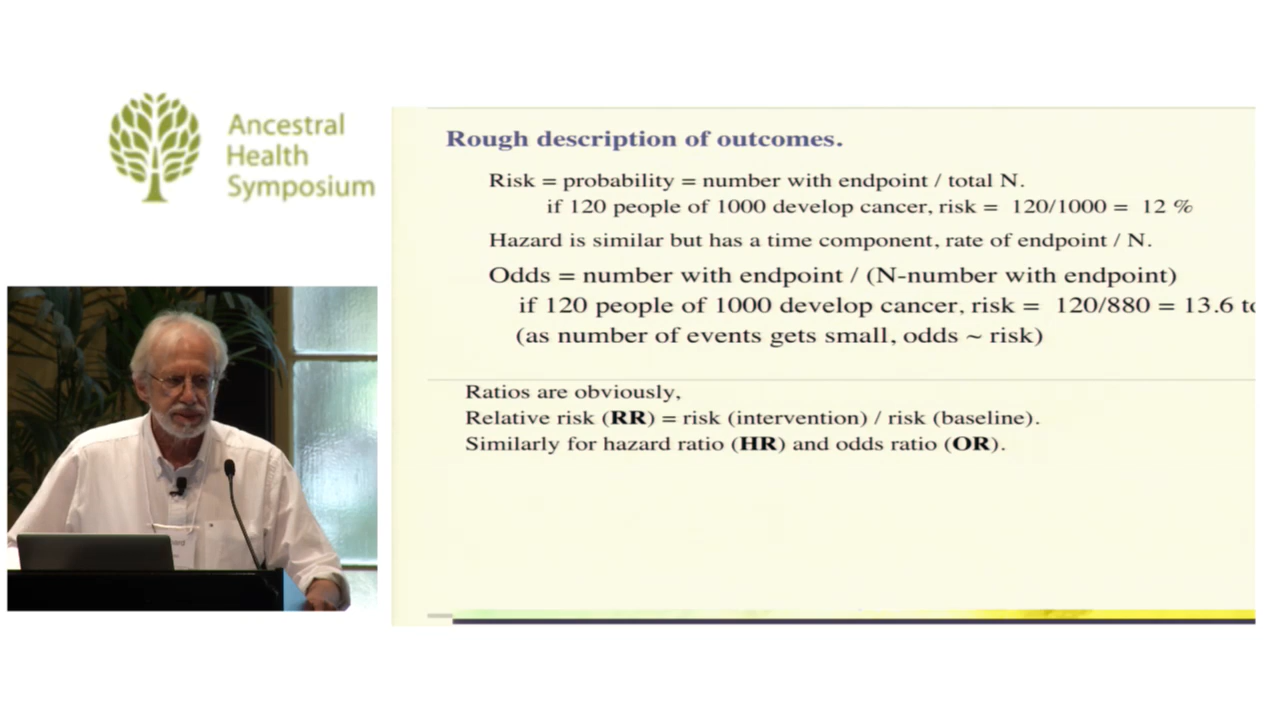 Ancestral
Health
Symposium
Rough description of outcomes.
Risk = probability = number with endpoint / total N.
if 120 people of 1000 develop cancer, risk = 120/1000 = 12 %
Hazard is similar but has a time component, rate of endpoint / N.
Odds = number with endpoint / (N-number with endpoint)
if 120 people of 1000 develop cancer, risk = 120/880 = 13.6 to
(as number of events gets small, odds ~ risk)
Ratios are obviously,
Relative risk (RR) = risk (intervention) / risk (baseline).
Similarly for hazard ratio (HR) and odds ratio (OR).